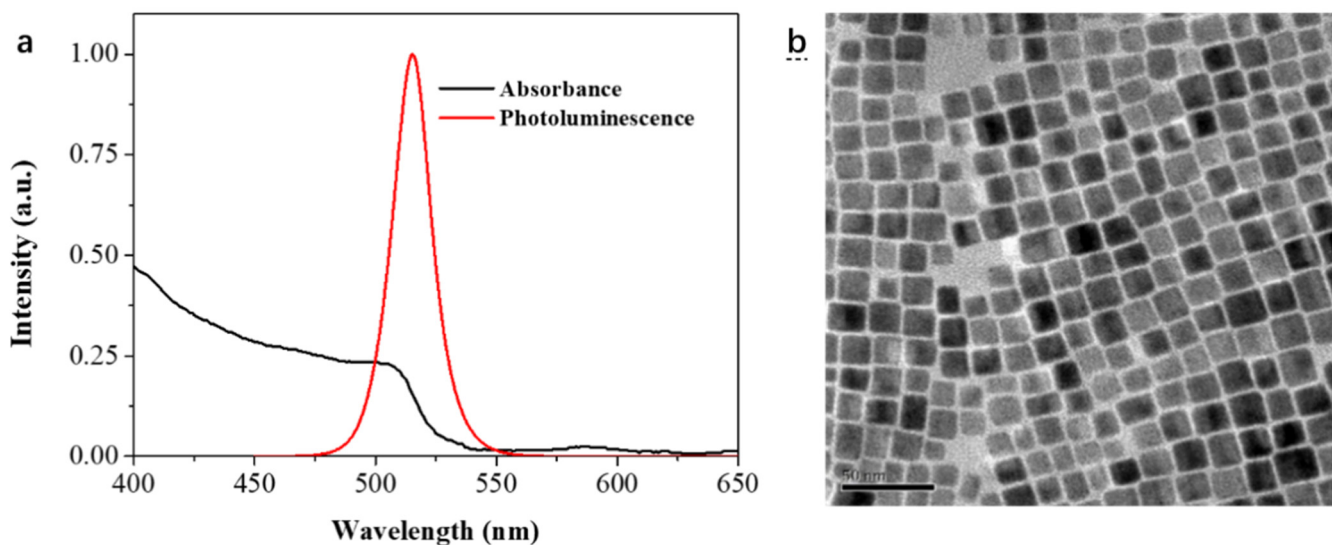 a
1.00
0.75
0.50
0.25
0.00
Intensity (a.u.)
Absorbance
Photoluminescence
400
450
500
550
600
650
Wavelength (nm)
b
50 nm